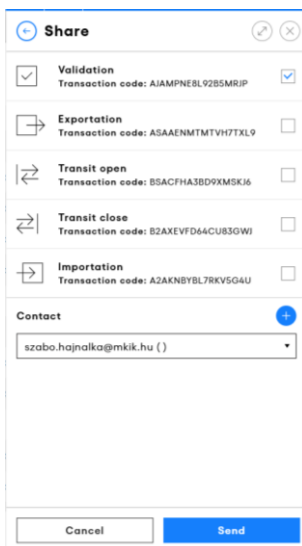 Share
Validation
Transaction code: AJAMPNE8L92B5MRJP
Exportation
Transaction code: ASAAENMTMTVH7TXL9
Transit open
Transaction code: BSACFHA3BD9XMSKJ6
Transit close
Transaction code: B2AXEVFD64CU83GWJ
Importation
Transaction code: A2AKNBYBL7RKV5G4U
Contact
szabo.hajnalka@mkik.hu ( )
Cancel Send